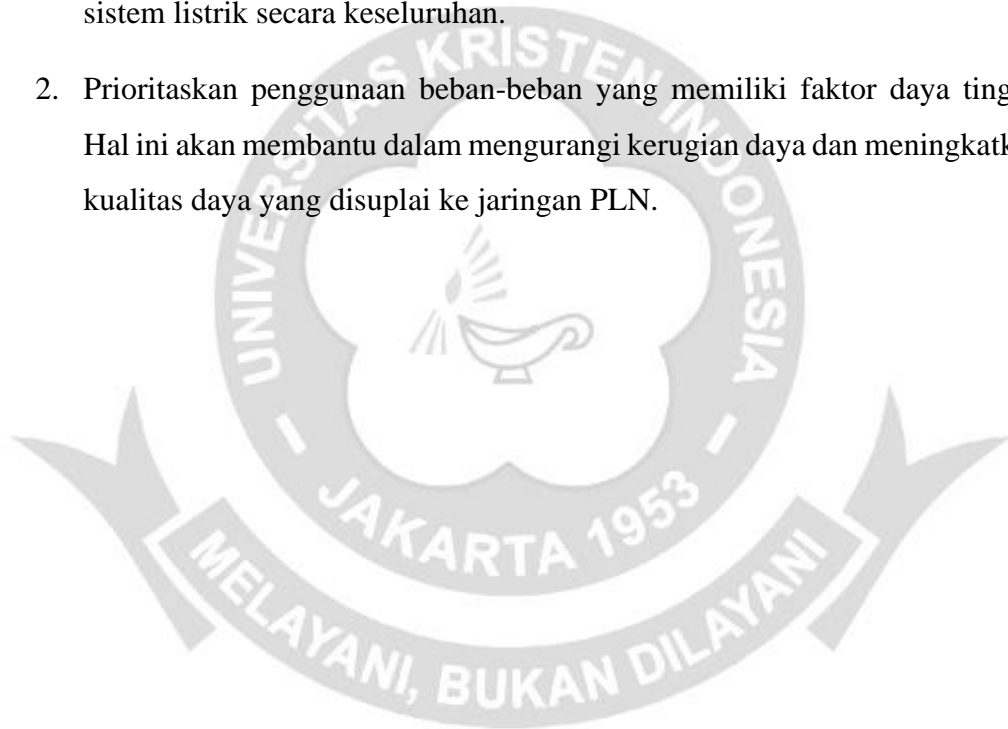 sistem listrik secara keseluruhan.
2. Prioritaskan penggunaan beban-beban yang memiliki faktor daya ting
Hal ini akan membantu dalam mengurangi kerugian daya dan meningkatk
kualitas daya yang disuplai ke jaringan PLN.
UNIVERSITAS KRISTEN INDONESIA
- JAKARTA 1953 -
MELAYANI, BUKAN DILAYANI